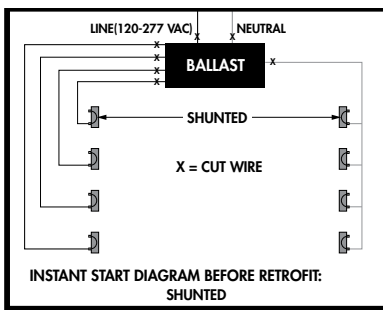 LINE(120-277 VAC) NEUTRAL
X X
X X
X
X BALLAST
X
SHUNTED
X = CUT WIRE
INSTANT START DIAGRAM BEFORE RETROFIT:
SHUNTED